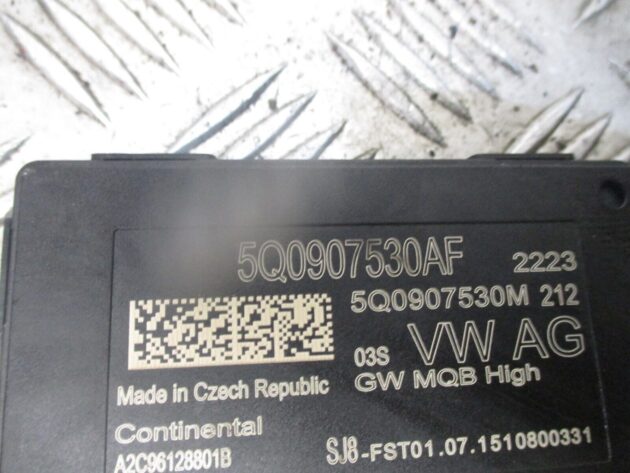 5Q0907530AF 2223
5Q0907530M 212
03S VW AG
Made in Czech Republic GW MQB High
Continental
A2C96128801B SJ8-FST01.07.1510800331